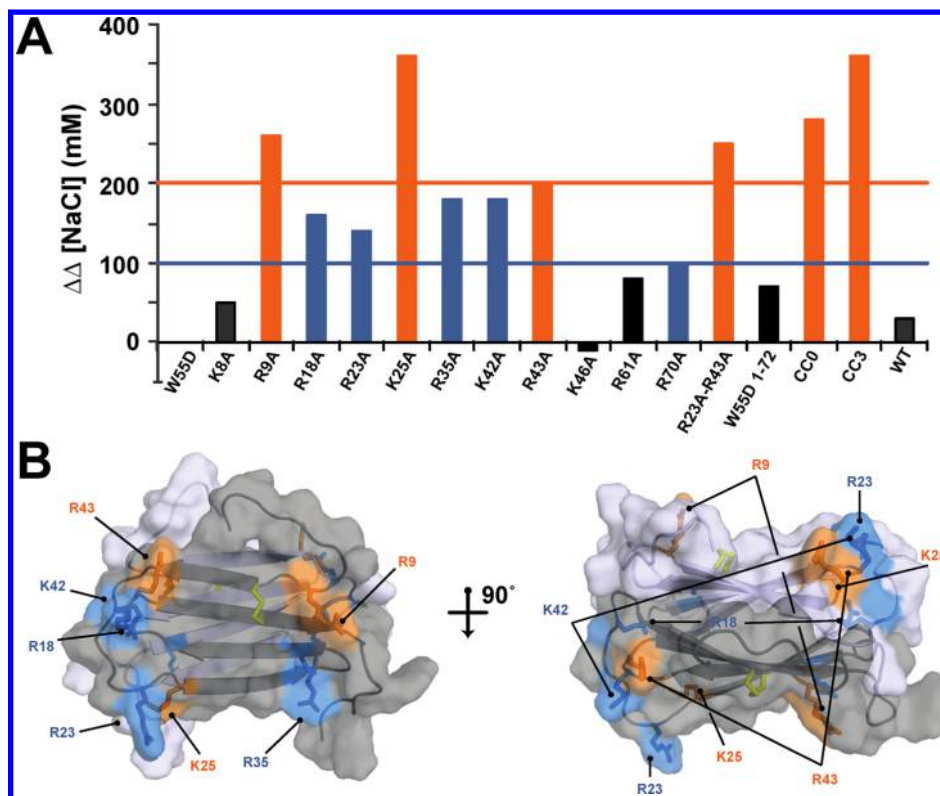 A
ΔΔ [NaCl] (mM)
400
300
200
100
0
W55D
K8A
R9A
R18A
R23A
K25A
R35A
K42A
R43A
K46A
R61A
R70A
R23A-R43A
W55D 1-72
CC0
CC3
WT
B
R43
K42
R18
R23
K25
R35
R9
90°
R9
R23
K25
K42
R18
K25
R43
R23